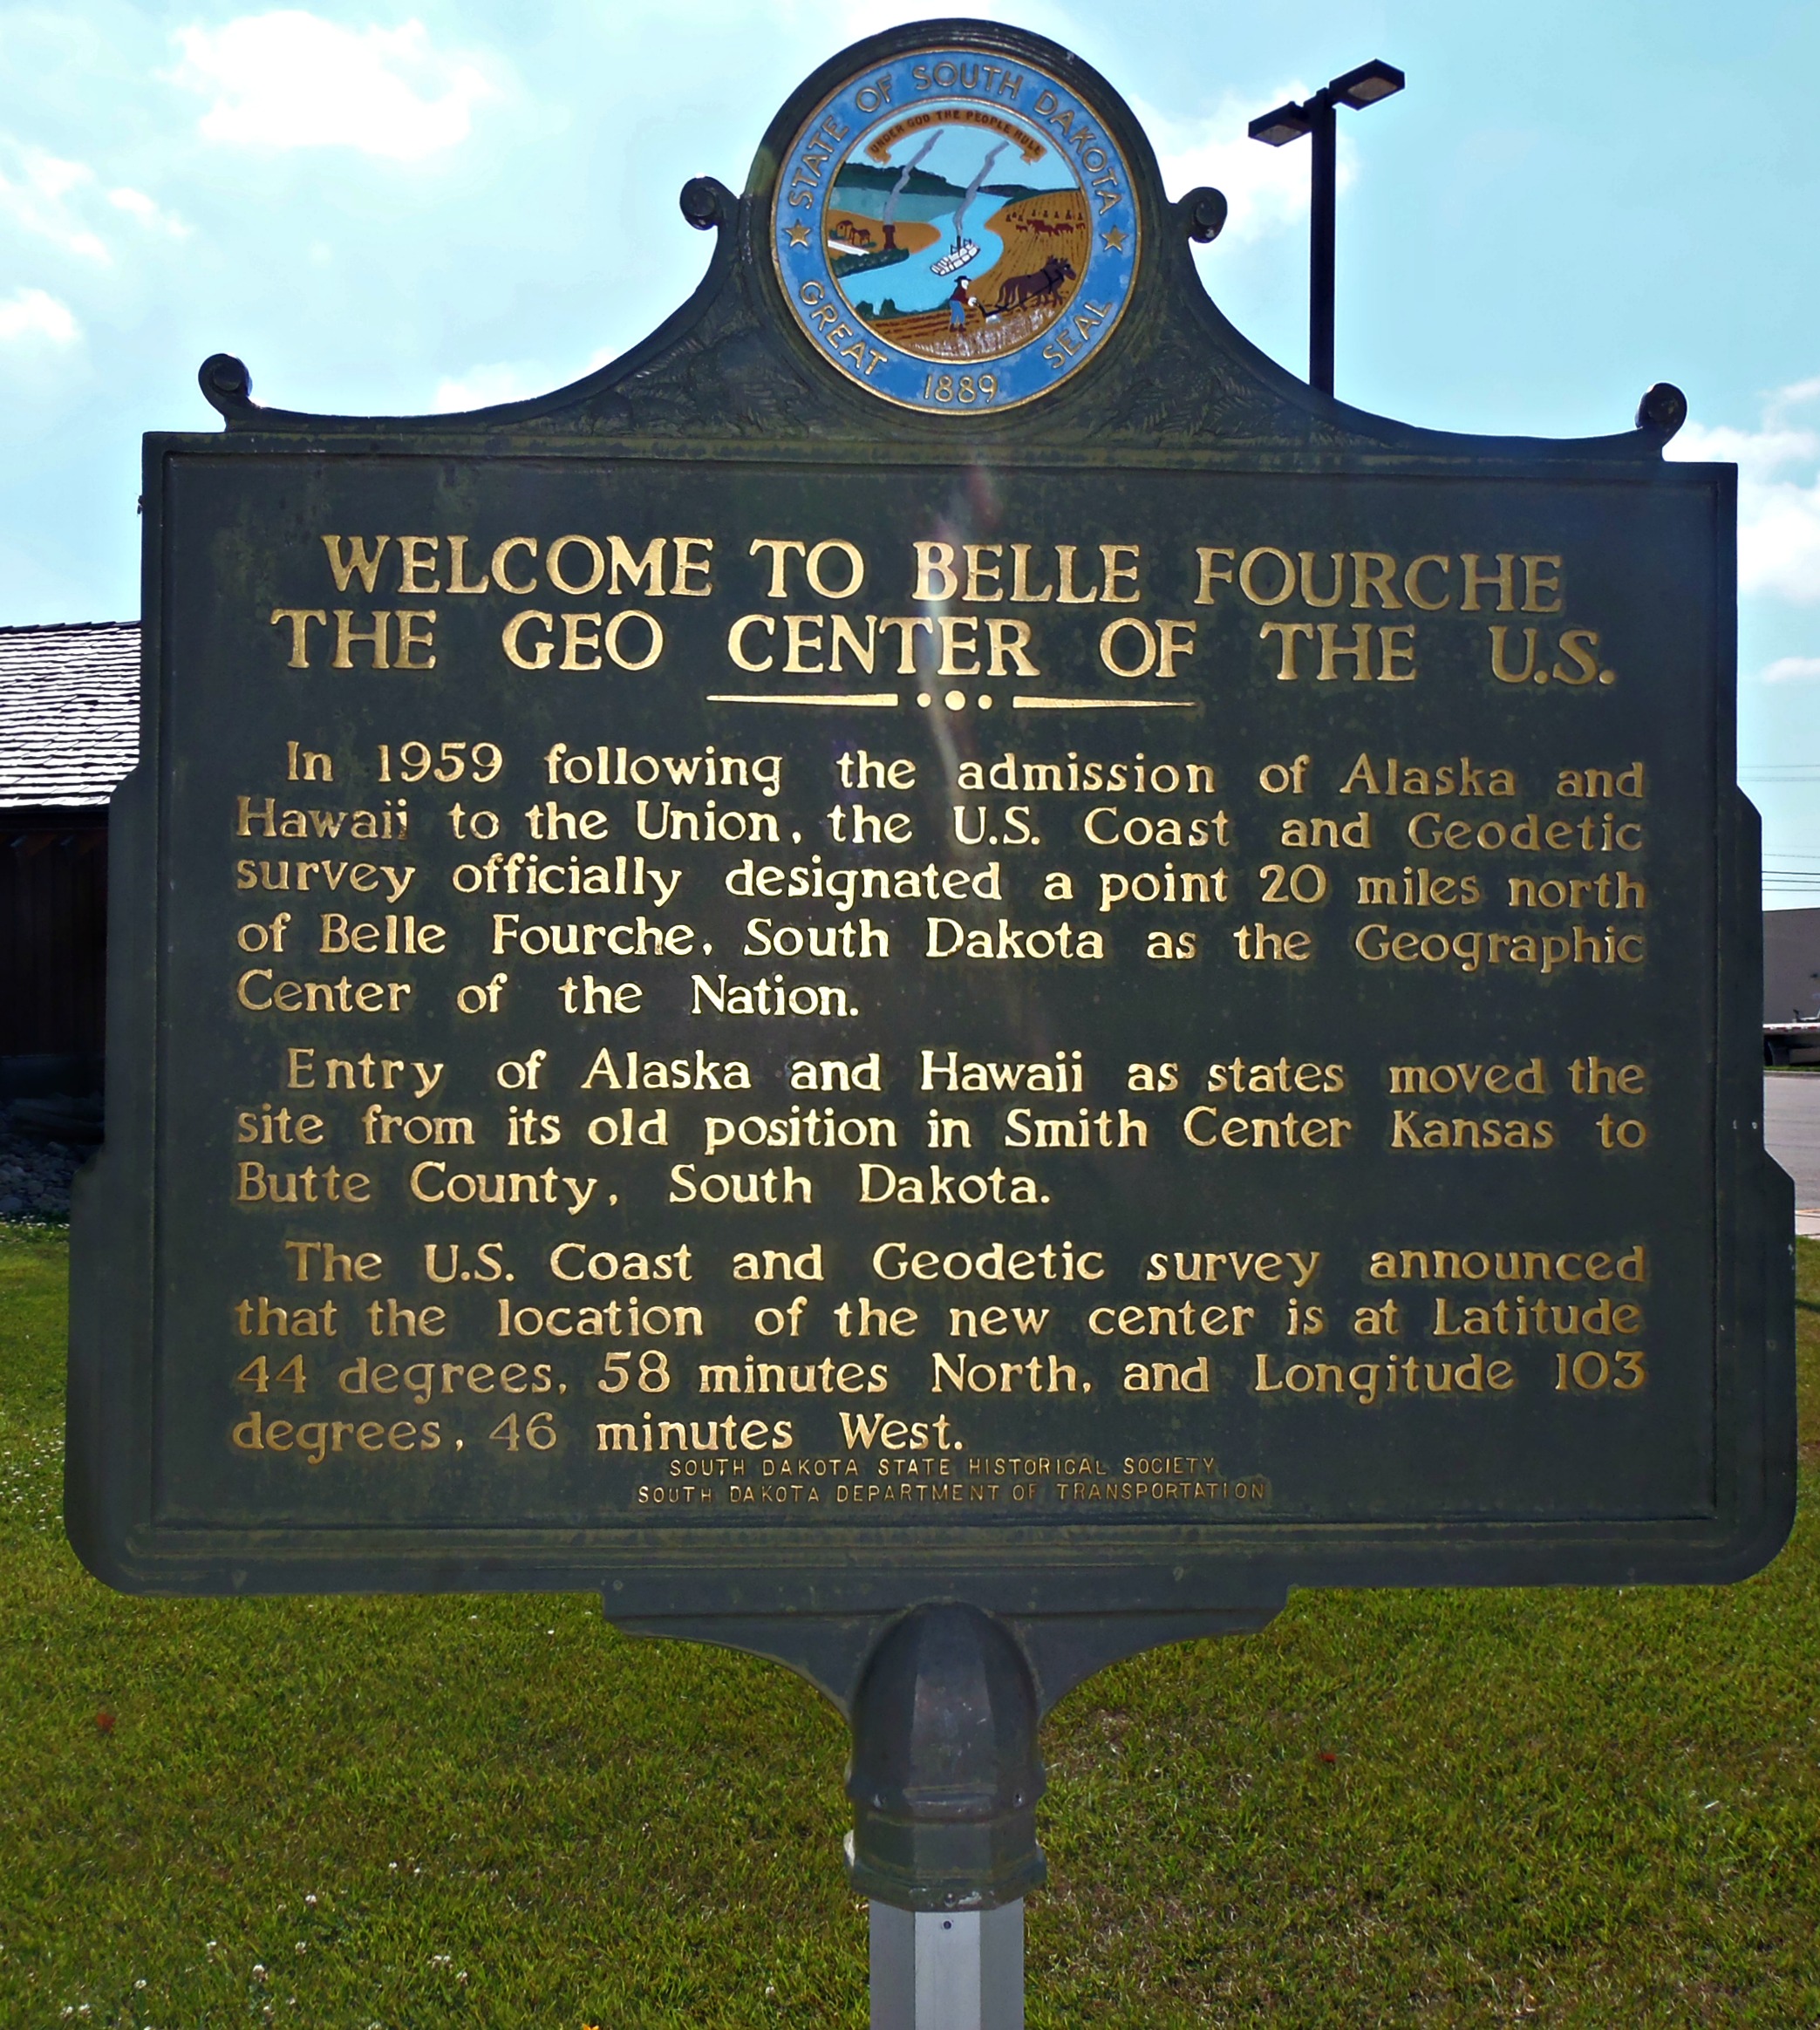 STATE OF SOUTH DAKOTA
UNDER GOD THE PEOPLE RULE
GREAT SEAL
1889
WELCOME TO BELLE FOURCHE
THE GEO CENTER OF THE U.S.
In 1959 following the admission of Alaska and
Hawaii to the Union, the U.S. Coast and Geodetic
survey officially designated a point 20 miles north
of Belle Fourche, South Dakota as the Geographic
Center of the Nation.
Entry of Alaska and Hawaii as states moved the
site from its old position in Smith Center Kansas to
Butte County, South Dakota.
The U.S. Coast and Geodetic survey announced
that the location of the new center is at Latitude
44 degrees, 58 minutes North, and Longitude 103
degrees, 46 minutes West.
SOUTH DAKOTA STATE HISTORICAL SOCIETY
SOUTH DAKOTA DEPARTMENT OF TRANSPORTATION